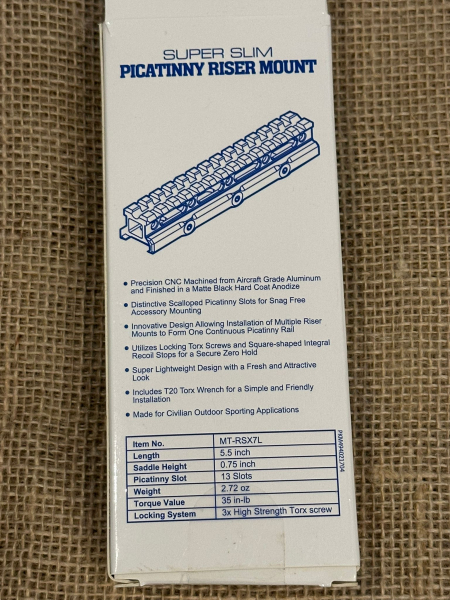 SUPER SLIM
PICATINNY RISER MOUNT
• Precision CNC Machined from Aircraft Grade Aluminum
and Finished in a Matte Black Hard Coat Anodize
• Distinctive Scalloped Picatinny Slots for Snag Free
Accessory Mounting
• Innovative Design Allowing Installation of Multiple Riser
Mounts to Form One Continuous Picatinny Rail
• Utilizes Locking Torx Screws and Square-shaped Integral
Recoil Stops for a Secure Zero Hold
• Super Lightweight Design with a Fresh and Attractive
Look
• Includes T20 Torx Wrench for a Simple and Friendly
Installation
• Made for Civilian Outdoor Sporting Applications
Item No. MT-RSX7L
Length 5.5 inch
Saddle Height 0.75 inch
Picatinny Slot 13 Slots
Weight 2.72 oz
Torque Value 35 in-lb
Locking System 3x High Strength Torx screw